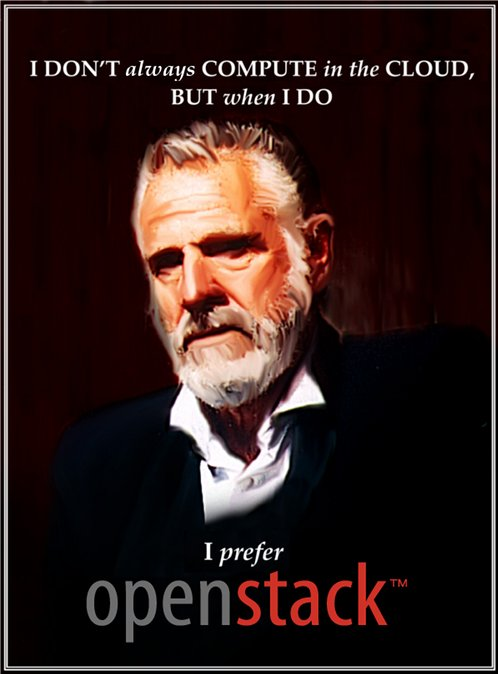 I DON'T always COMPUTE in the CLOUD,
BUT when I DO
I prefer
openstack™